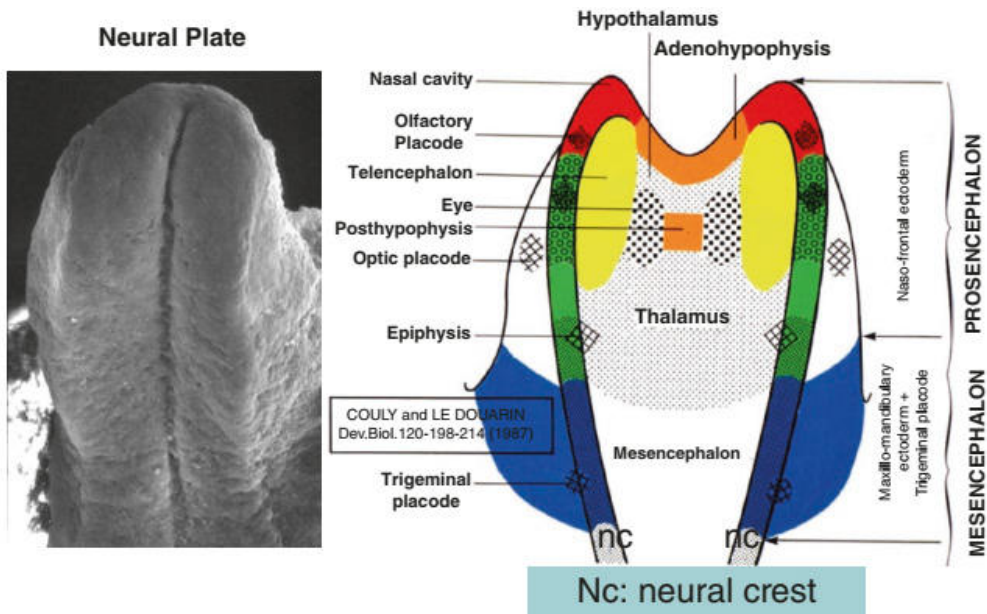 Neural Plate
Hypothalamus
Adenohypophysis
Nasal cavity
Olfactory
Placode
Telencephalon
Eye
Posthypophysis
Optic placode
Thalamus
Epiphysis
COULY and LE DOUARIN
Dev.Biol.120-198-214 (1987)
Mesencephalon
Trigeminal
placode
nc
nc
Naso-frontal ectoderm
PROSENCEPHALON
Maxillo-mandibulary
ectoderm +
Trigeminal placode
MESENCEPHALON
Nc: neural crest